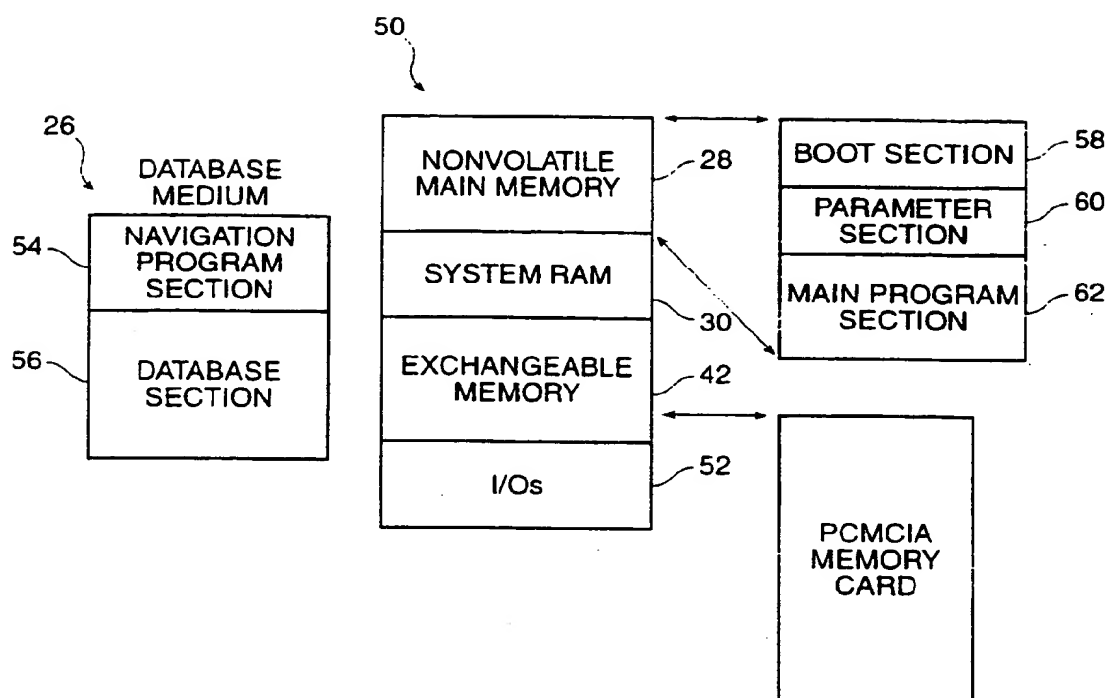 50
26
DATABASE
MEDIUM
54
NAVIGATION
PROGRAM
SECTION
56
DATABASE
SECTION
NONVOLATILE
MAIN MEMORY
28
SYSTEM RAM
30
EXCHANGEABLE
MEMORY
42
I/Os
52
BOOT SECTION
58
PARAMETER
SECTION
60
MAIN PROGRAM
SECTION
62
PCMCIA
MEMORY
CARD